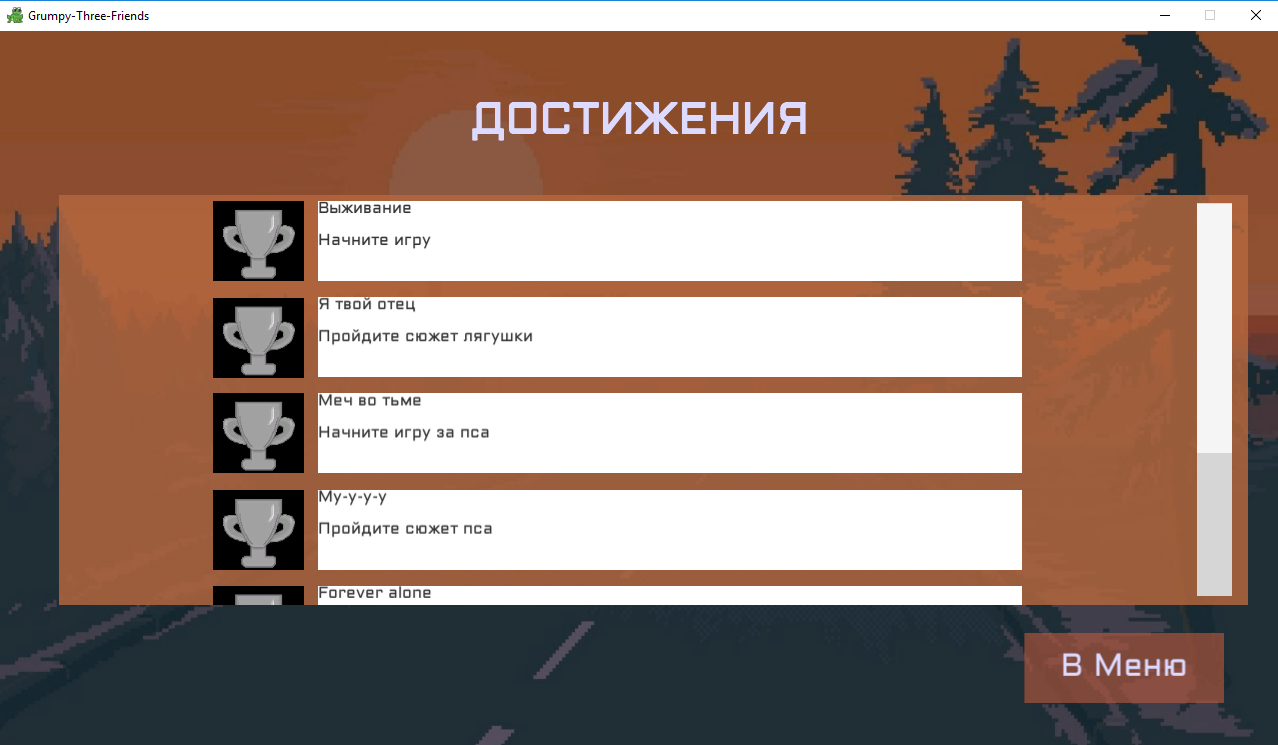 Grumpy-Three-Friends
ДОСТИЖЕНИЯ
Выживание
Начните игру
Я твой отец
Пройдите сюжет лягушки
Меч во тьме
Начните игру за пса
Му-у-у-у
Пройдите сюжет пса
Forever alone
В Меню